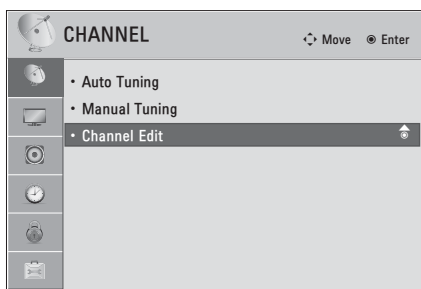 CHANNEL
Move Enter
• Auto Tuning
• Manual Tuning
• Channel Edit